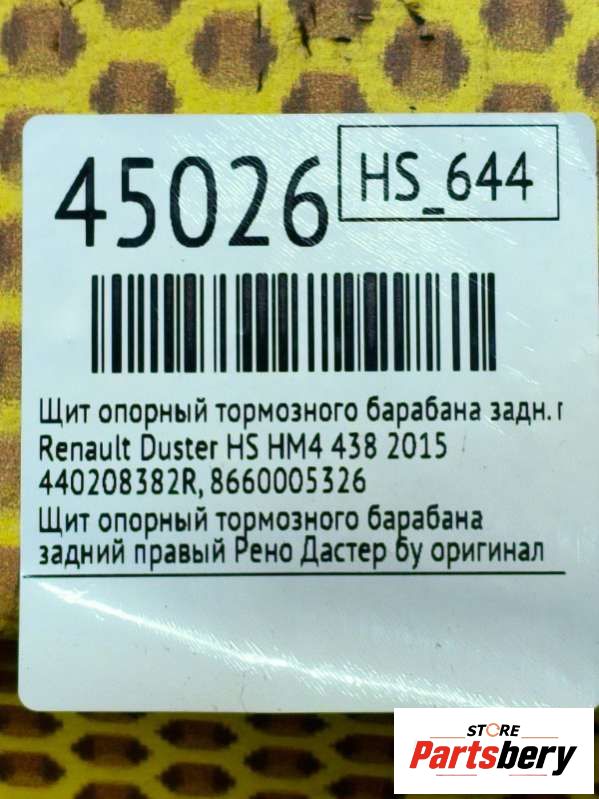 45026
HS_644
Щит опорный тормозного барабана задн.
Renault Duster HS HM4 438 2015
440208382R, 8660005326
Щит опорный тормозного барабана
задний правый Рено Дастер бу оригинал
STORE
Partsbery